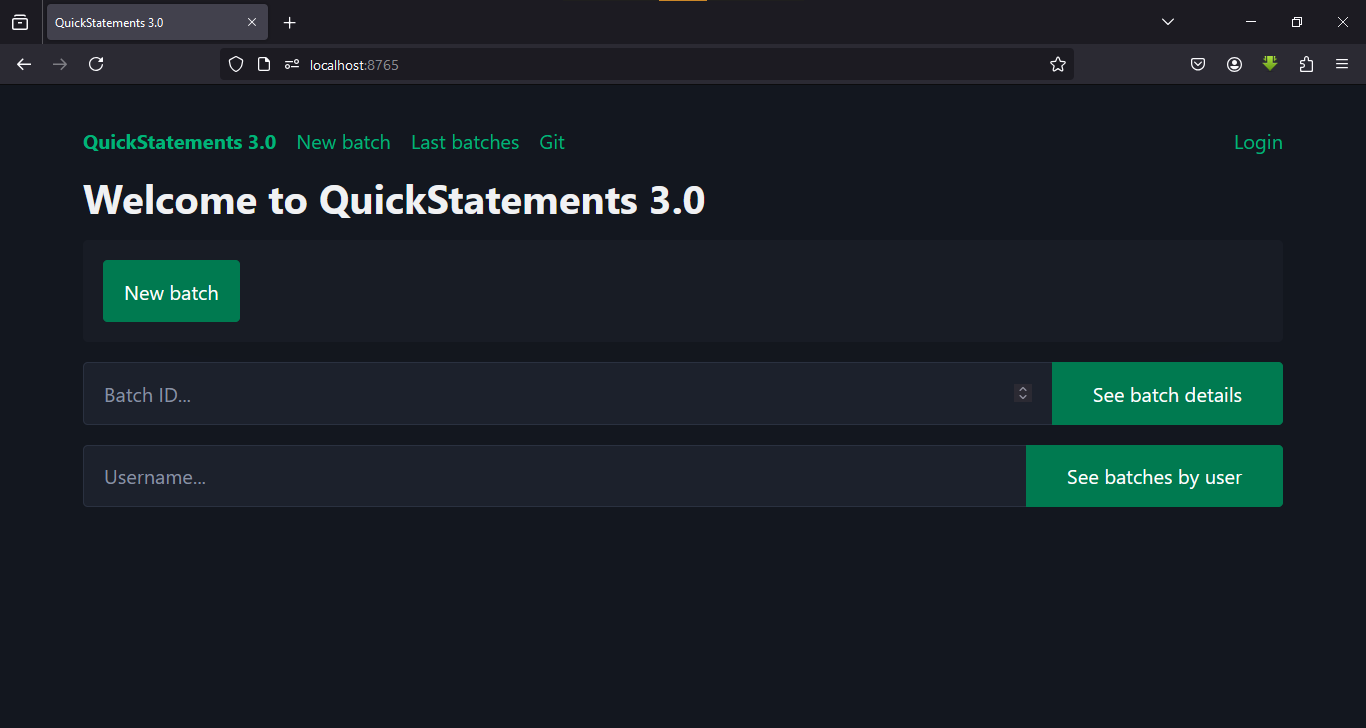 QuickStatements 3.0
localhost:8765
QuickStatements 3.0 New batch Last batches Git Login
Welcome to QuickStatements 3.0
New batch
Batch ID... See batch details
Username... See batches by user